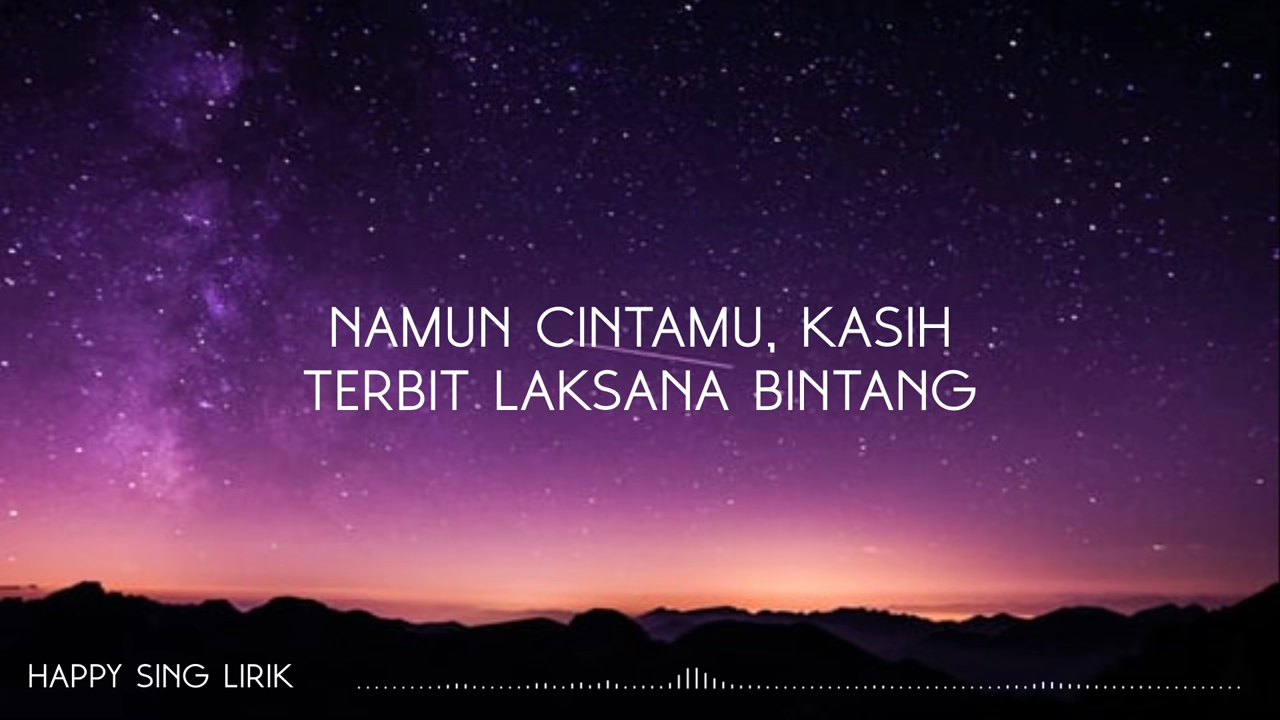 NAMUN CINTAMU, KASIH
TERBIT LAKSANA BINTANG
HAPPY SING LIRIK